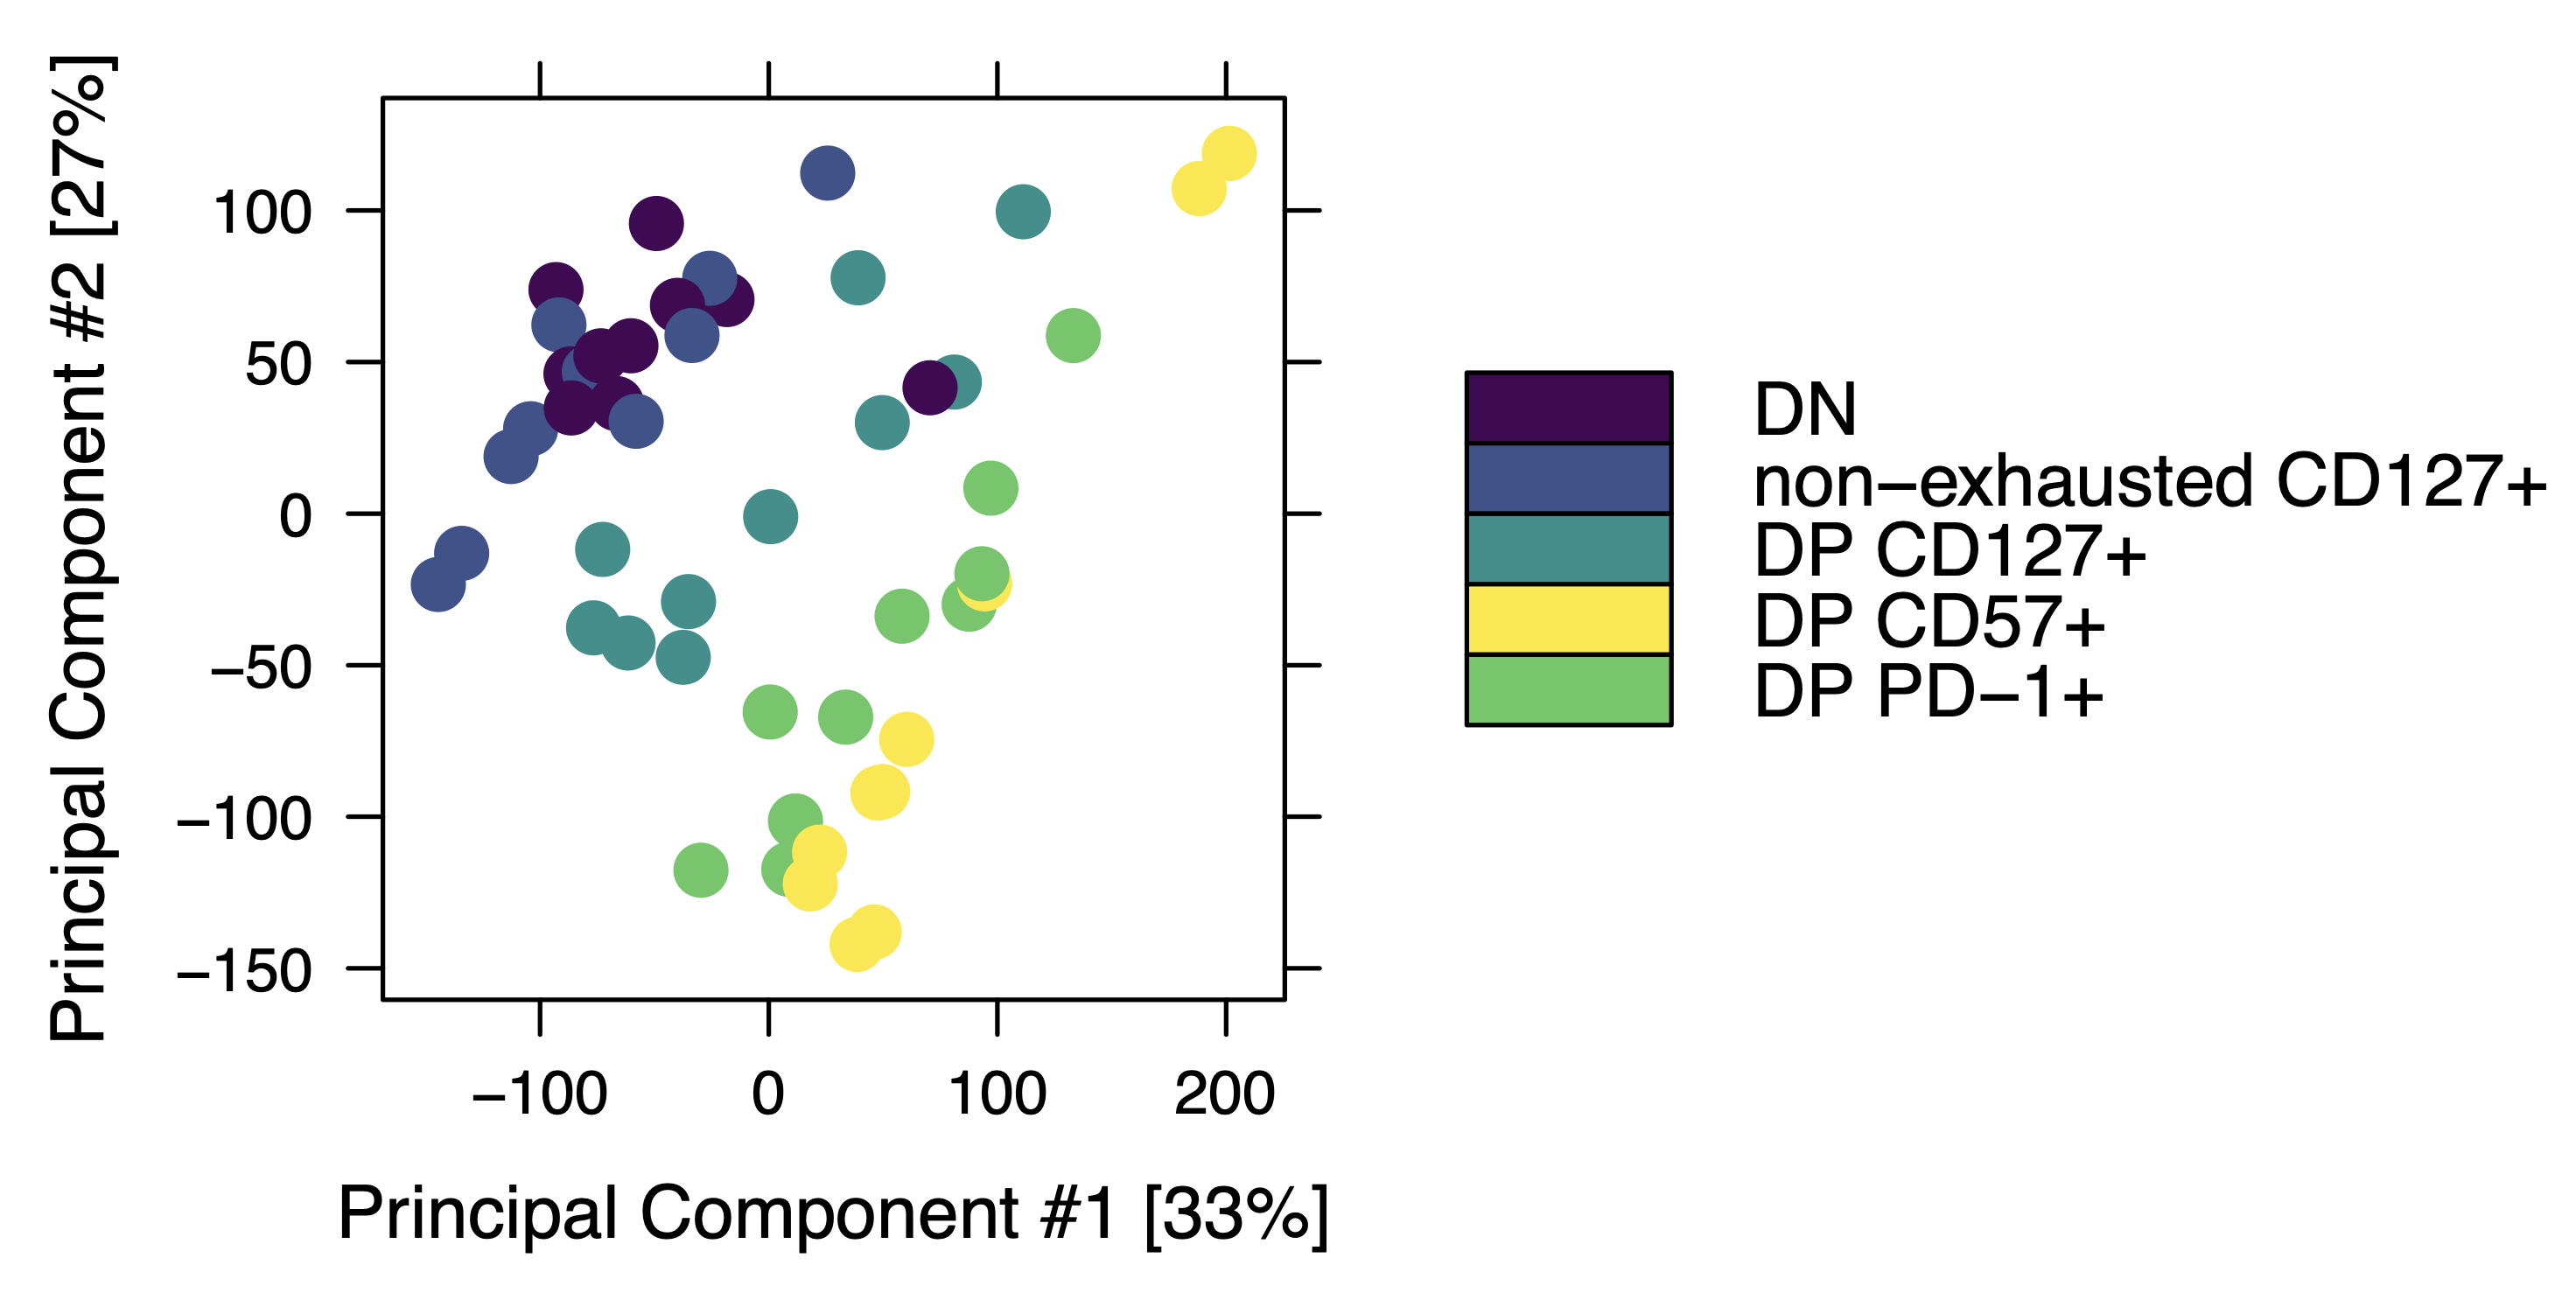 Principal Component #2 [27%]
100
50
0
−50
−100
−150
−100 0 100 200
Principal Component #1 [33%]
DN
non−exhausted CD127+
DP CD127+
DP CD57+
DP PD−1+